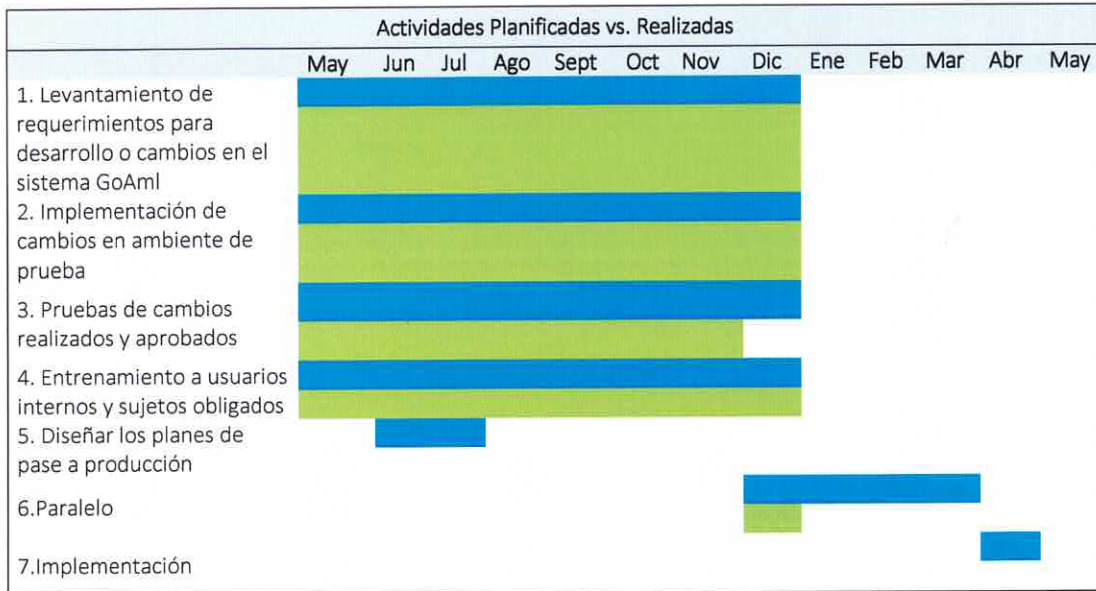 Actividades Planificadas vs. Realizadas
May Jun Jul Ago Sept Oct Nov Dic Ene Feb Mar Abr May
1. Levantamiento de
requerimientos para
desarrollo o cambios en el
sistema GoAml
2. Implementación de
cambios en ambiente de
prueba
3. Pruebas de cambios
realizados y aprobados
4. Entrenamiento a usuarios
internos y sujetos obligados
5. Diseñar los planes de
pase a producción
6.Paralelo
7.Implementación